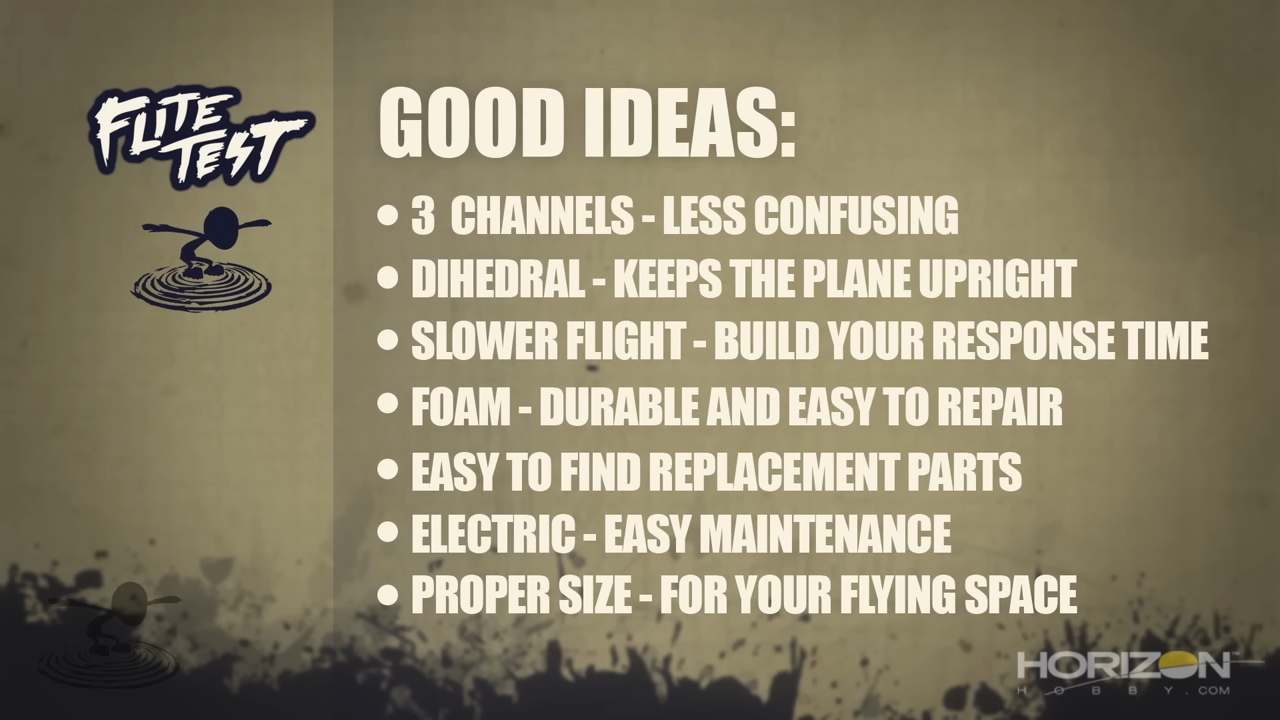 FLITE
TEST
GOOD IDEAS:
• 3 CHANNELS - LESS CONFUSING
• DIHEDRAL - KEEPS THE PLANE UPRIGHT
• SLOWER FLIGHT - BUILD YOUR RESPONSE TIME
• FOAM - DURABLE AND EASY TO REPAIR
• EASY TO FIND REPLACEMENT PARTS
• ELECTRIC - EASY MAINTENANCE
• PROPER SIZE - FOR YOUR FLYING SPACE
HORIZON™
HOBBY.COM